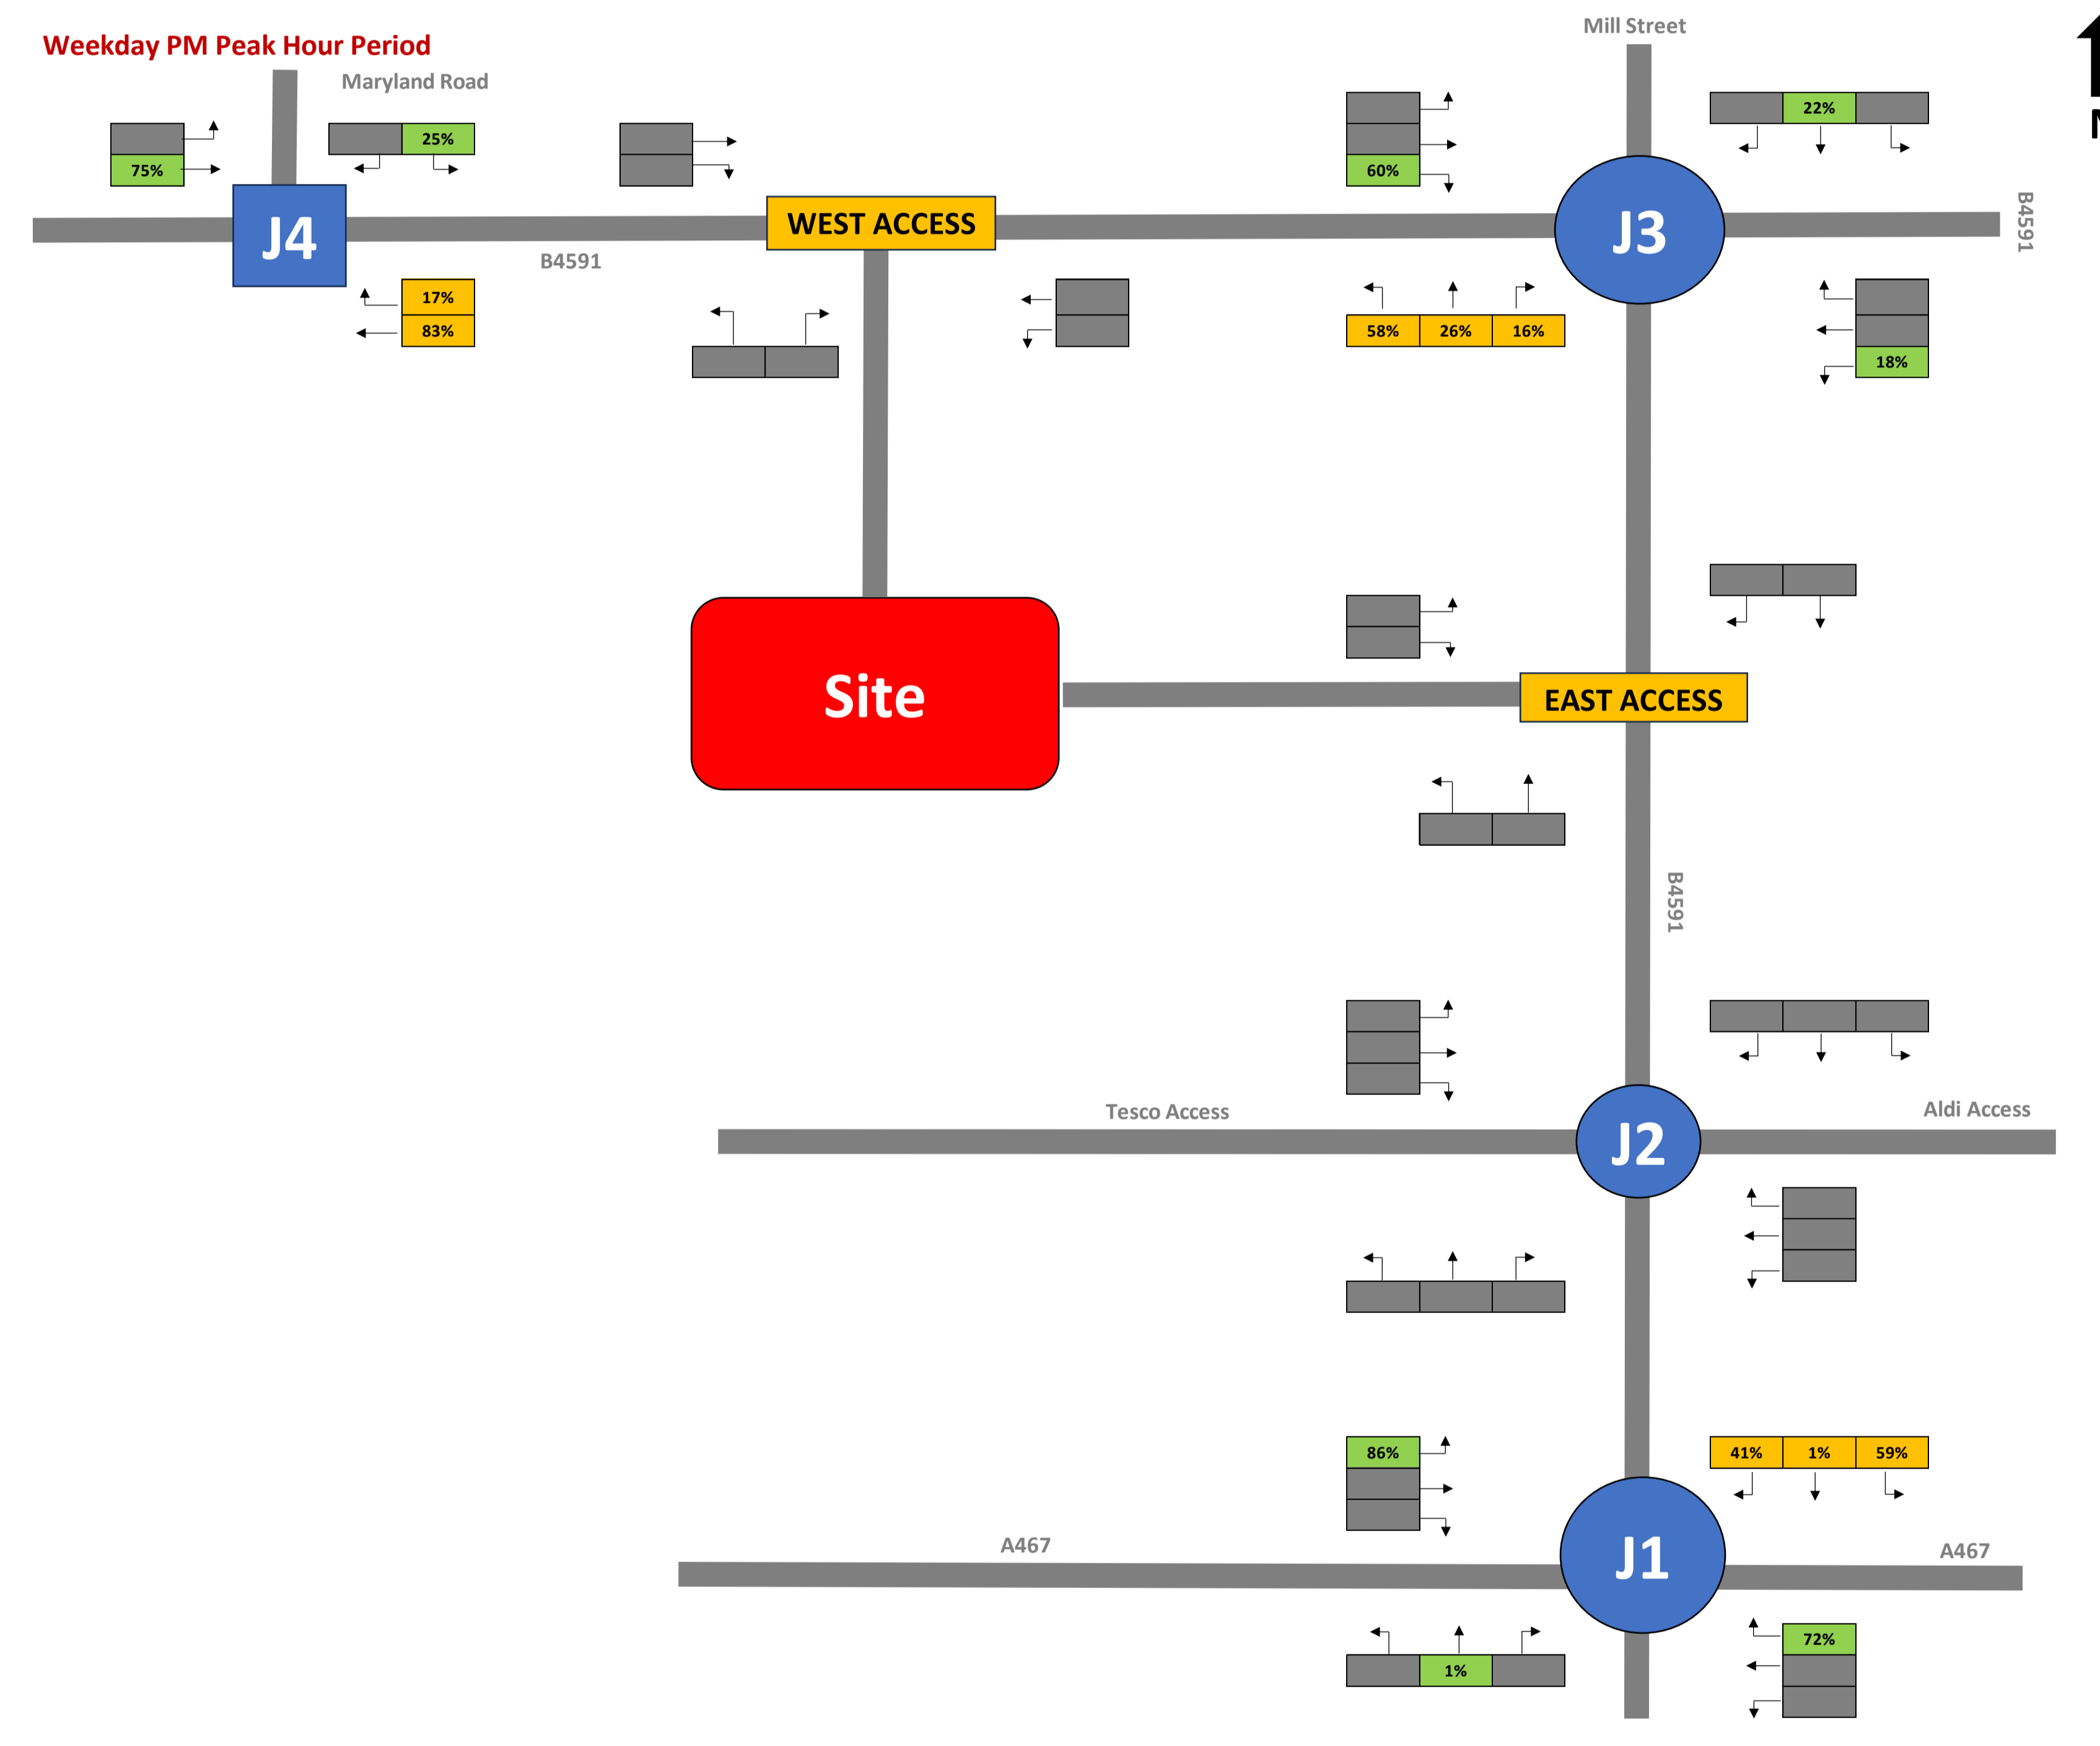 Mill Street
Weekday PM Peak Hour Period
Maryland Road
22%
25%
75%
60%
B4591
J4
WEST ACCESS
J3
B4591
17%
83%
58% 26% 16%
18%
Site
EAST ACCESS
B4591
Tesco Access
Aldi Access
J2
86%
41% 1% 59%
A467
A467
J1
72%
1%